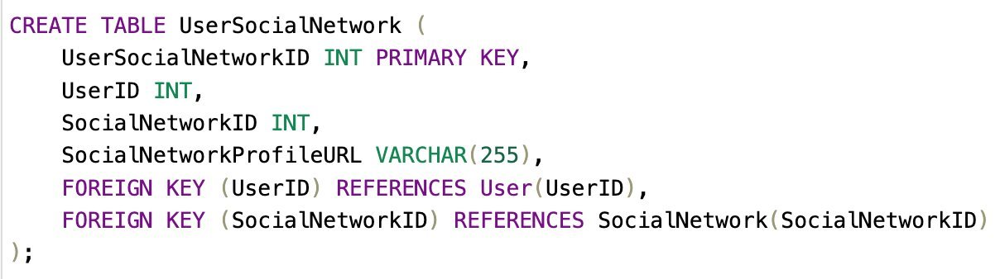 CREATE TABLE UserSocialNetwork (
    UserSocialNetworkID INT PRIMARY KEY,
    UserID INT,
    SocialNetworkID INT,
    SocialNetworkProfileURL VARCHAR(255),
    FOREIGN KEY (UserID) REFERENCES User(UserID),
    FOREIGN KEY (SocialNetworkID) REFERENCES SocialNetwork(SocialNetworkID)
);